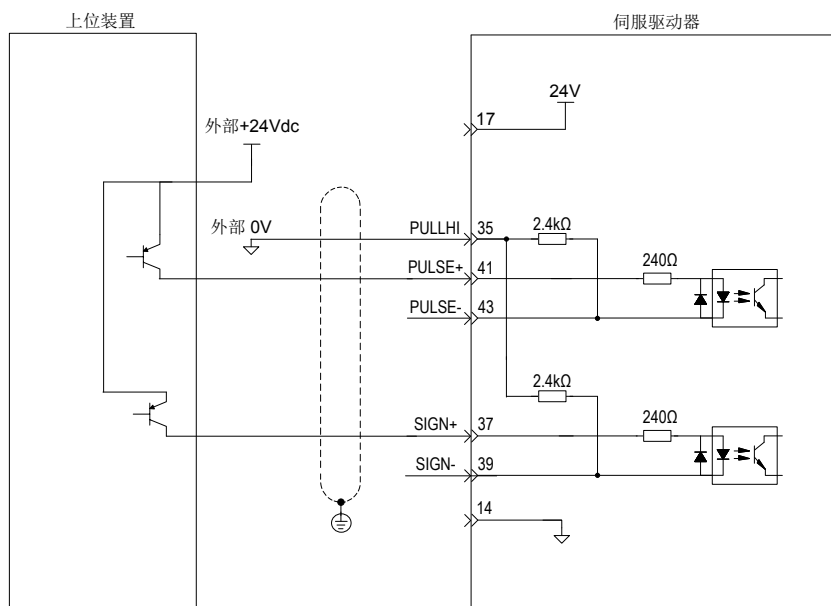 上位装置
伺服驱动器
24V
17
外部+24Vdc
外部 0V
PULLHI
35
2.4kΩ
PULSE+
41
240Ω
PULSE-
43
2.4kΩ
SIGN+
37
240Ω
SIGN-
39
14